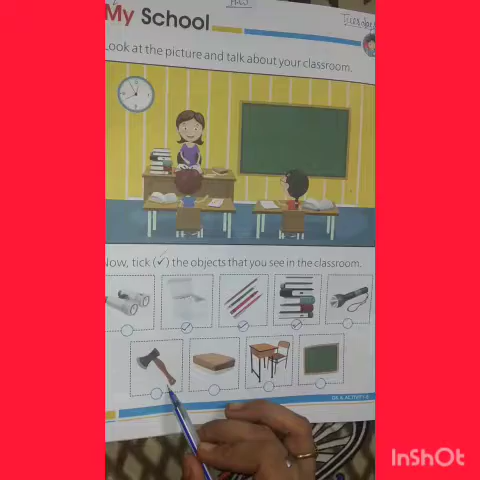 H.W
Tuesday
My School
Look at the picture and talk about your classroom.
Now, tick (✓) the objects that you see in the classroom.
InShOt